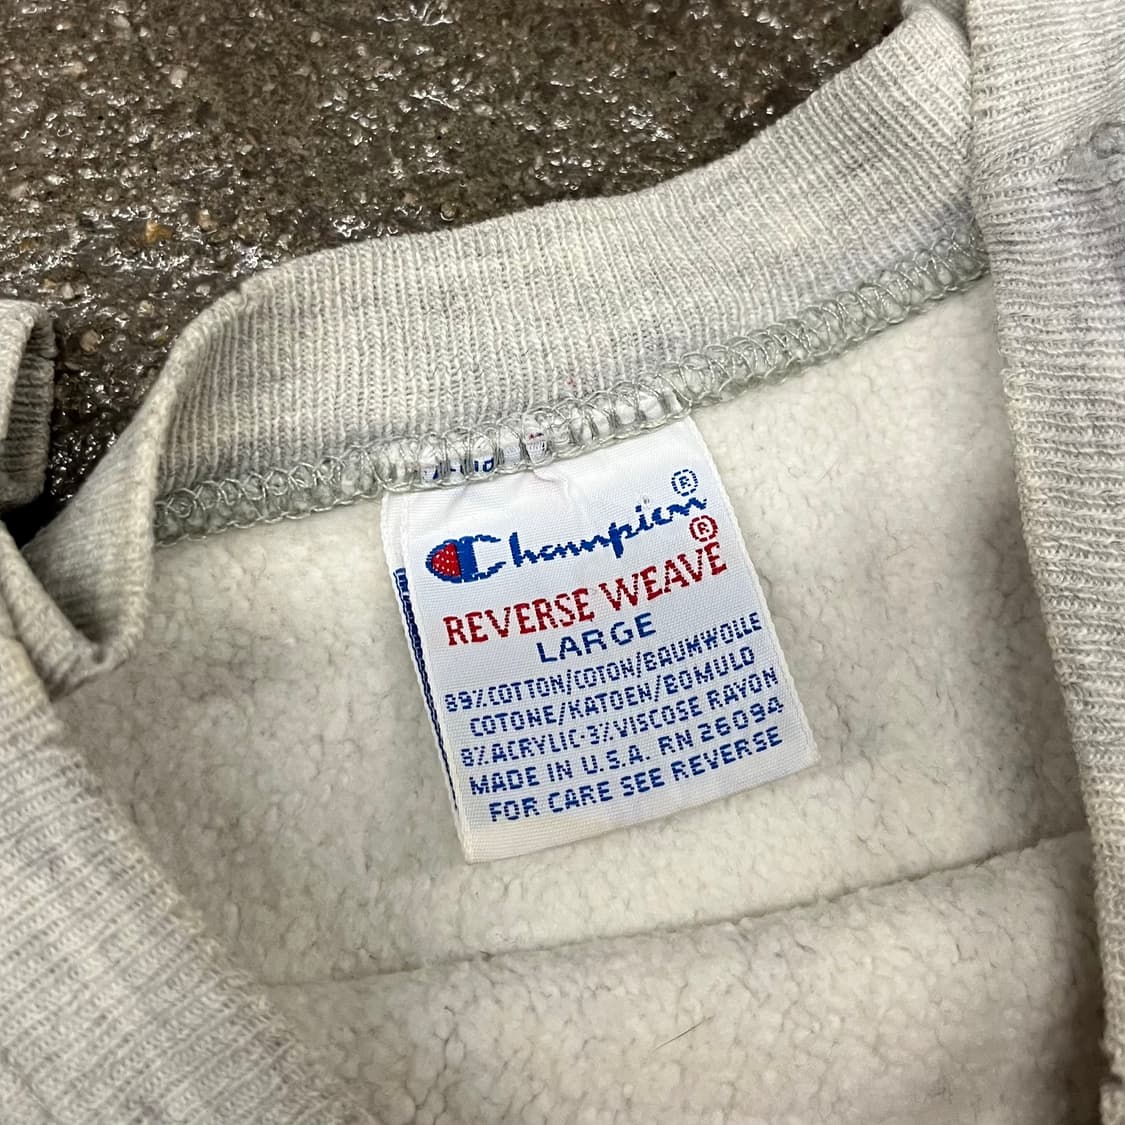 Champion®
REVERSE WEAVE®
LARGE
89% COTTON/COTON/BAUMWOLLE
COTONE/KATOEN/BOMULD
8% ACRYLIC·3% VISCOSE RAYON
MADE IN U.S.A. RN 26094
FOR CARE SEE REVERSE